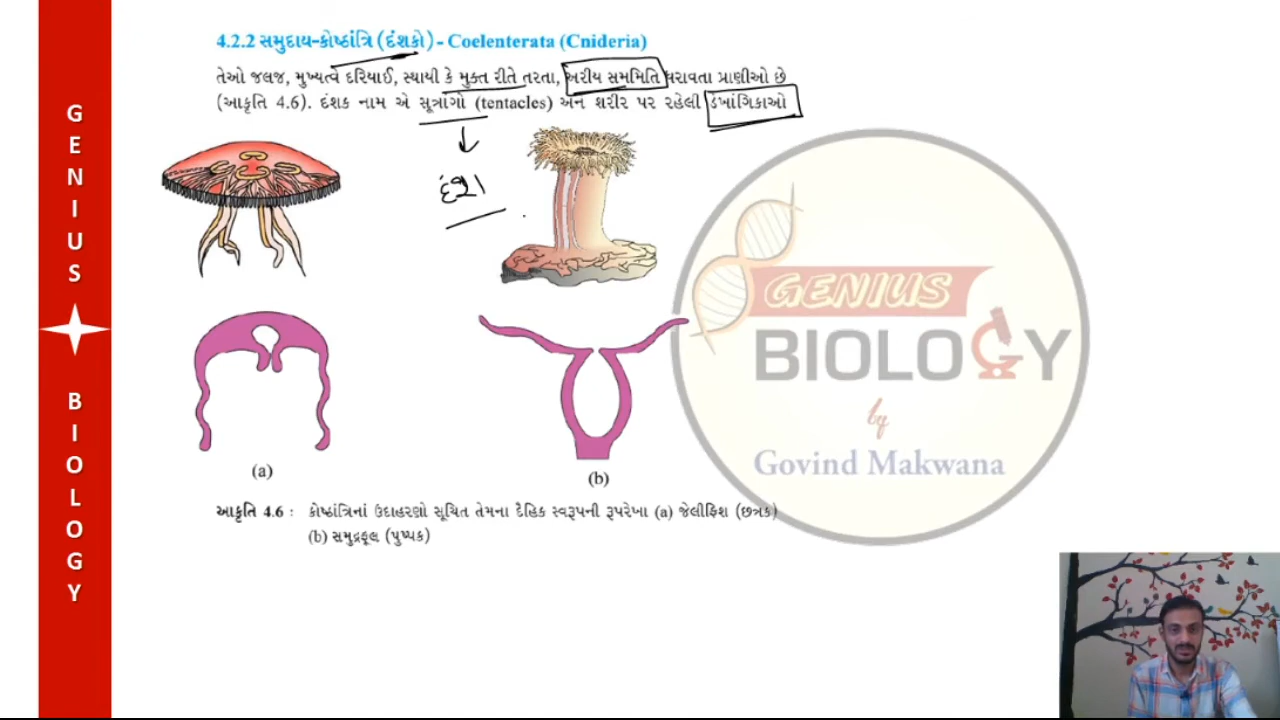 4.2.2 સમુદાય-કોષ્ઠાંત્રિ (દંશકો) - Coelenterata (Cnideria)
તેઓ જલજ, મુખ્યત્વે દરિયાઈ, સ્થાયી કે મુક્ત રીતે તરતા, અરીય સમમિતિ ધરાવતા પ્રાણીઓ છે
(આકૃતિ 4.6). દંશક નામ એ સૂત્રાંગો (tentacles) અને શરીર પર રહેલી ડંખાંગિકાઓ
દંશ
GENIUS
BIOLOGY
GENIUS
BIOLOGY
by
Govind Makwana
(a)
(b)
આકૃતિ 4.6 : કોષ્ઠાંત્રિનાં ઉદાહરણો સૂચિત તેમના દૈહિક સ્વરૂપની રૂપરેખા (a) જેલીફિશ (છત્રક)
(b) સમુદ્રફૂલ (પુષ્પક)